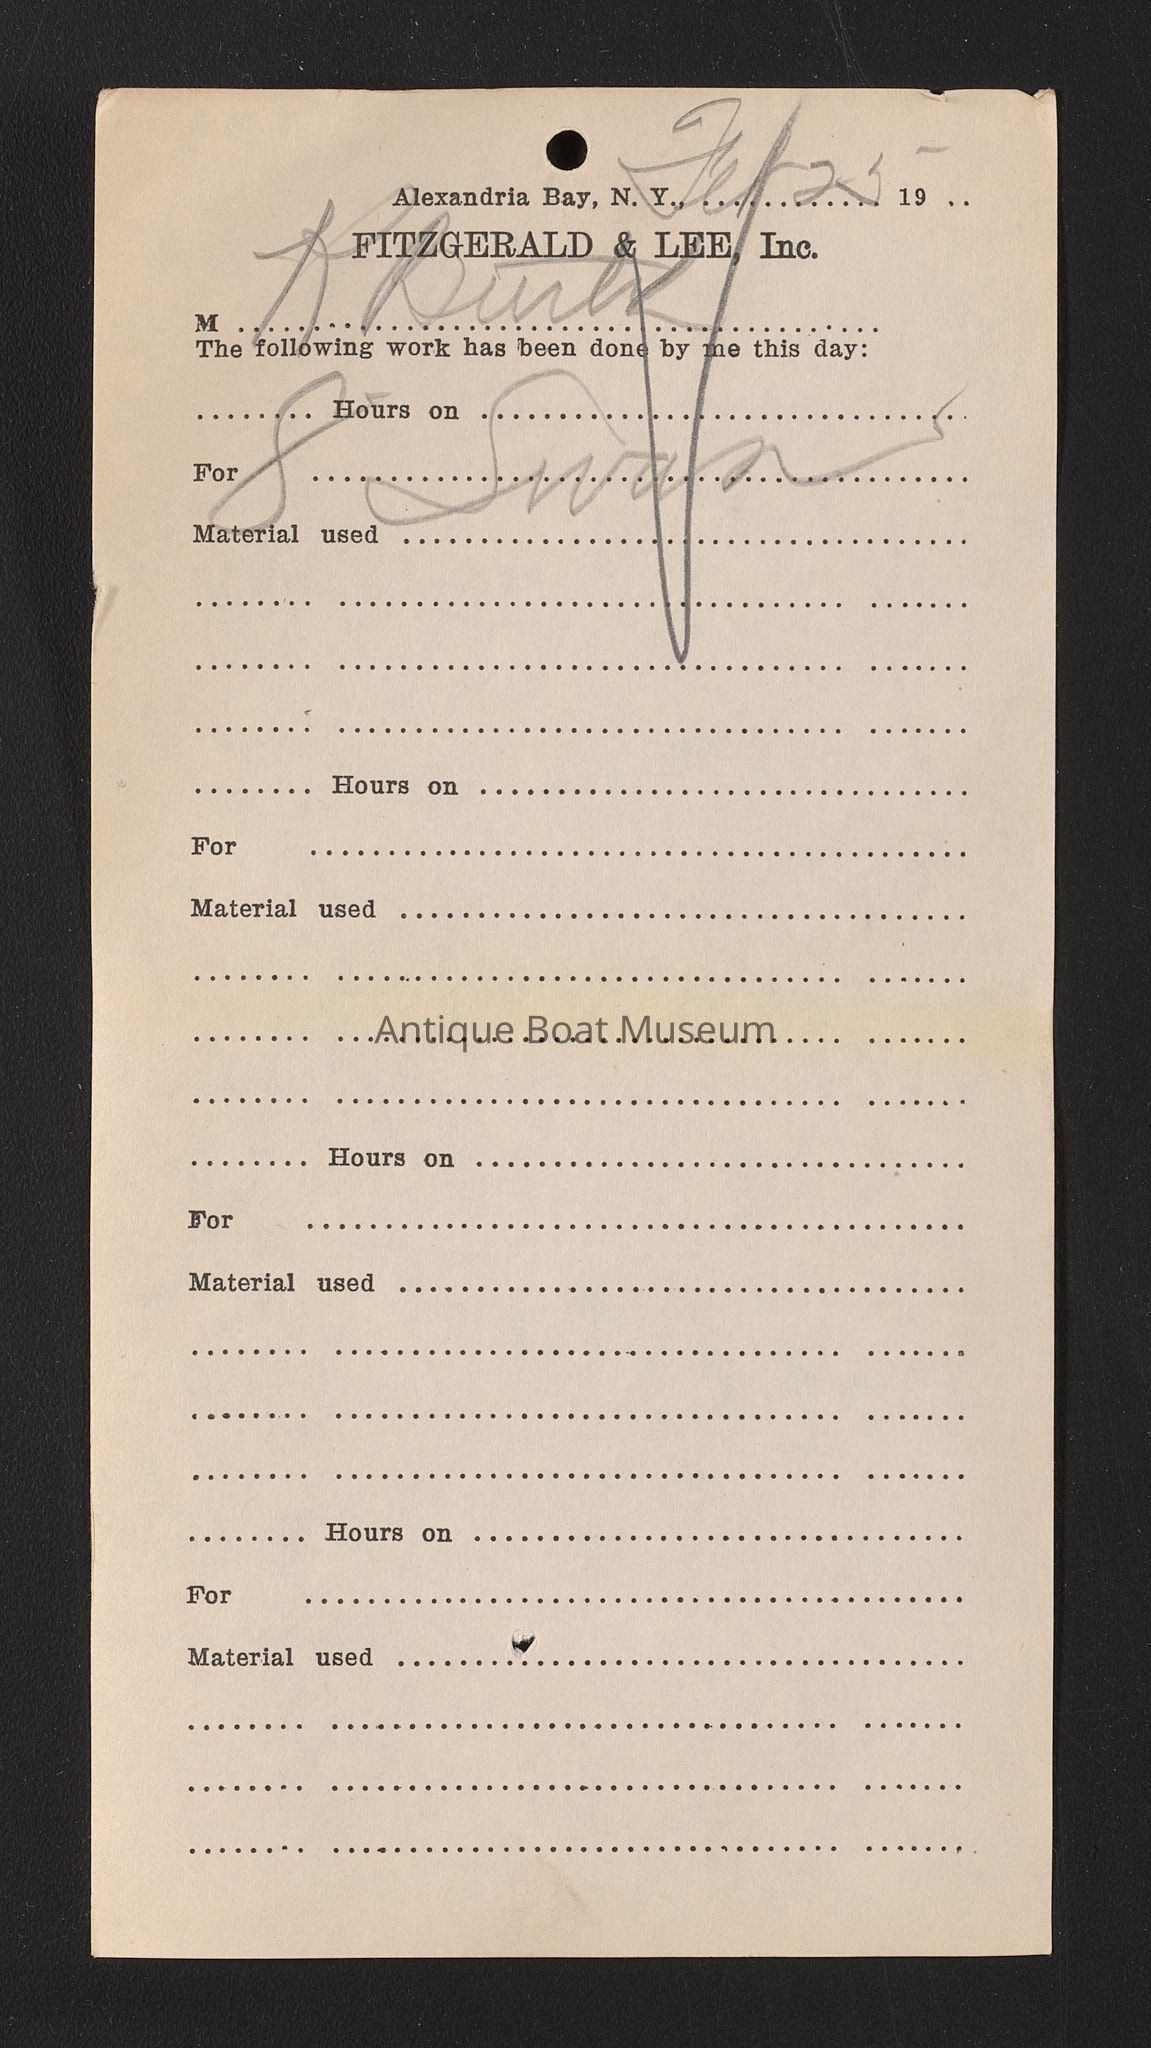 Feb 25
Alexandria Bay, N. Y., .............. 19 ..
FITZGERALD & LEE, Inc.
K
M ..........................................
The following work has been done by me this day:
........ Hours on ................................
8 Swan
For ..........................................
Material used .....................................
........ ................................. .......
........ ................................. .......
........ ................................. .......
........ Hours on ................................
For ..........................................
Material used .....................................
........ ................................. .......
Antique Boat Museum
........ ................................. .......
........ ................................. .......
........ Hours on ................................
For ..........................................
Material used .....................................
........ ................................. .......
........ ................................. .......
........ ................................. .......
........ Hours on ................................
For ..........................................
Material used .....................................
........ ................................. .......
........ ................................. .......
........ ................................. .......